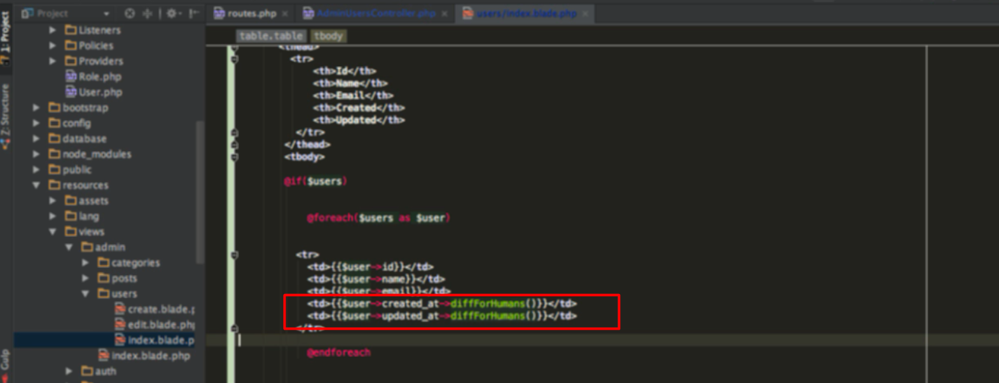 Project
routes.php
AdminUsersController.php
users/index.blade.php
1: Project
Z: Structure
Gulp
Listeners
Policies
Providers
Role.php
User.php
bootstrap
config
database
node_modules
public
resources
assets
lang
views
admin
categories
posts
users
create.blade.p
edit.blade.php
index.blade.p
index.blade.php
auth
table.table tbody
<thead>
<tr>
<th>Id</th>
<th>Name</th>
<th>Email</th>
<th>Created</th>
<th>Updated</th>
</tr>
</thead>
<tbody>
@if($users)
@foreach($users as $user)
<tr>
<td>{{$user->id}}</td>
<td>{{$user->name}}</td>
<td>{{$user->email}}</td>
<td>{{$user->created_at->diffForHumans()}}</td>
<td>{{$user->updated_at->diffForHumans()}}</td>
</tr>
@endforeach